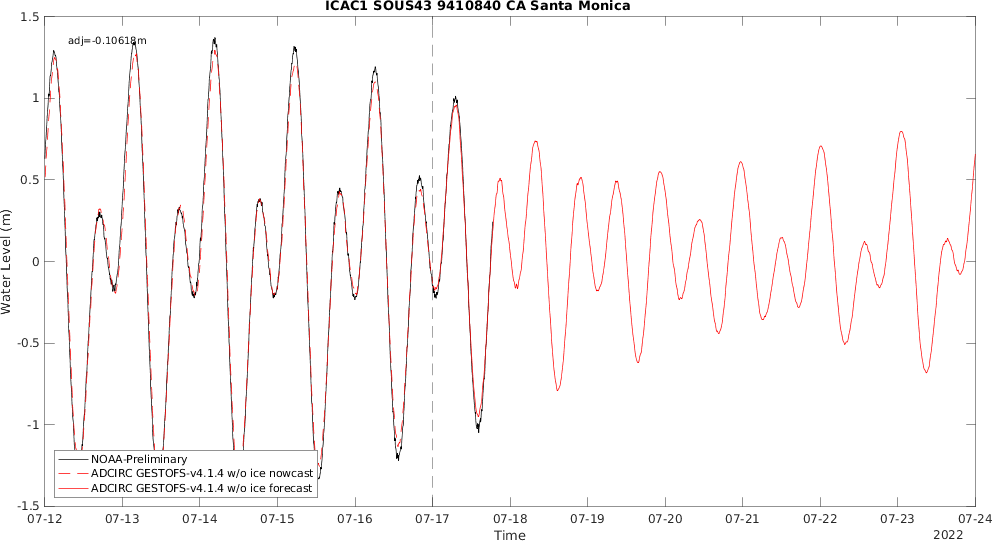 ICAC1 SOUS43 9410840 CA Santa Monica
adj=-0.10618m
1.5
1
0.5
0
-0.5
-1
-1.5
Water Level (m)
NOAA-Preliminary
ADCIRC GESTOFS-v4.1.4 w/o ice nowcast
ADCIRC GESTOFS-v4.1.4 w/o ice forecast
07-12 07-13 07-14 07-15 07-16 07-17 07-18 07-19 07-20 07-21 07-22 07-23 07-24
Time
2022